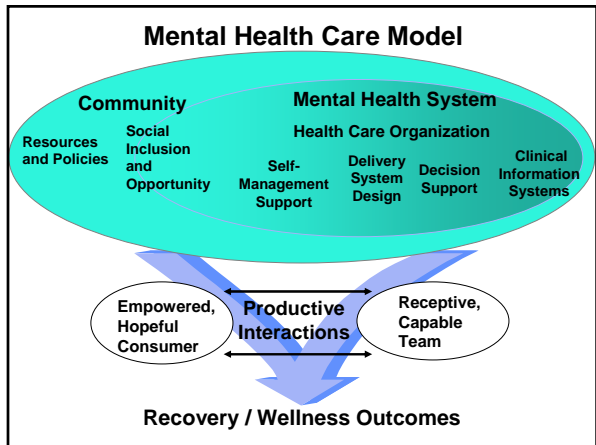 Mental Health Care Model
Community
Mental Health System
Resources
and Policies
Social
Inclusion
and
Opportunity
Health Care Organization
Self-
Management
Support
Delivery
System
Design
Decision
Support
Clinical
Information
Systems
Empowered,
Hopeful
Consumer
Productive
Interactions
Receptive,
Capable
Team
Recovery / Wellness Outcomes